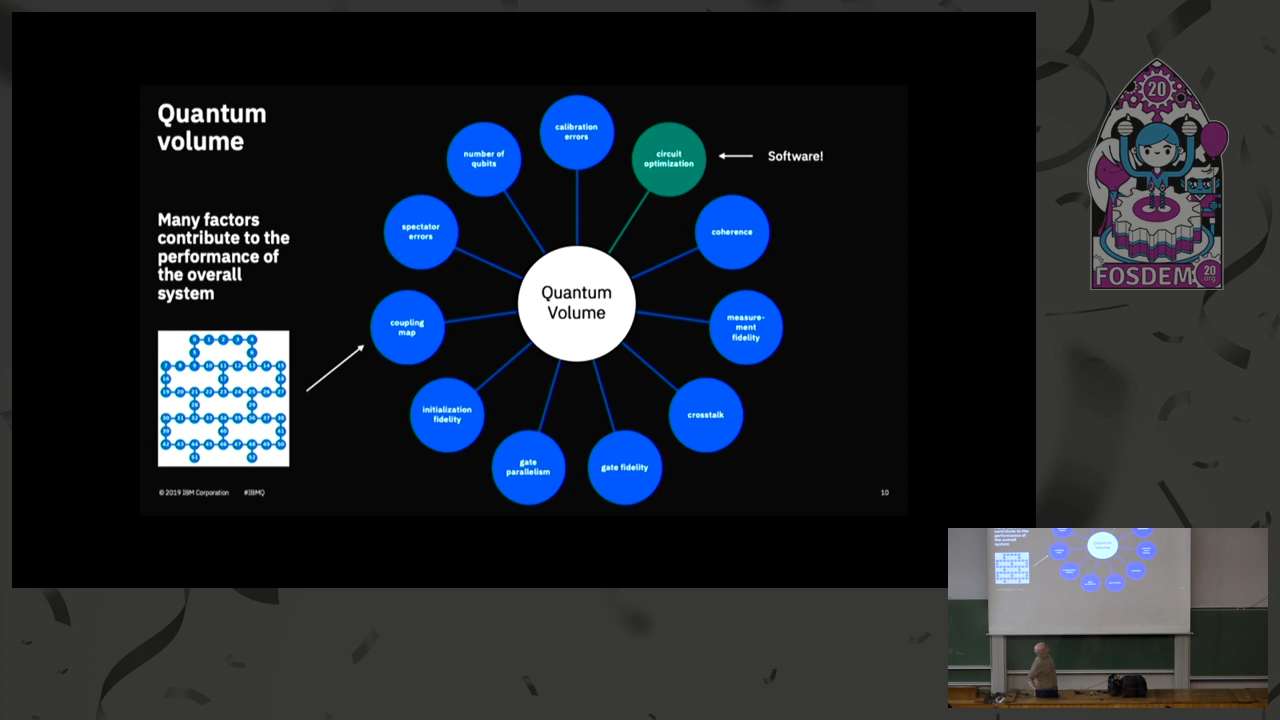 Quantum
volume
Many factors
contribute to the
performance of
the overall
system
© 2019 IBM Corporation #IBMQ
calibration
errors
circuit
optimization
Software!
coherence
measure-
ment
fidelity
crosstalk
gate fidelity
gate
parallelism
initialization
fidelity
coupling
map
spectator
errors
number of
qubits
Quantum
Volume
10
20
FOSDEM
20
org